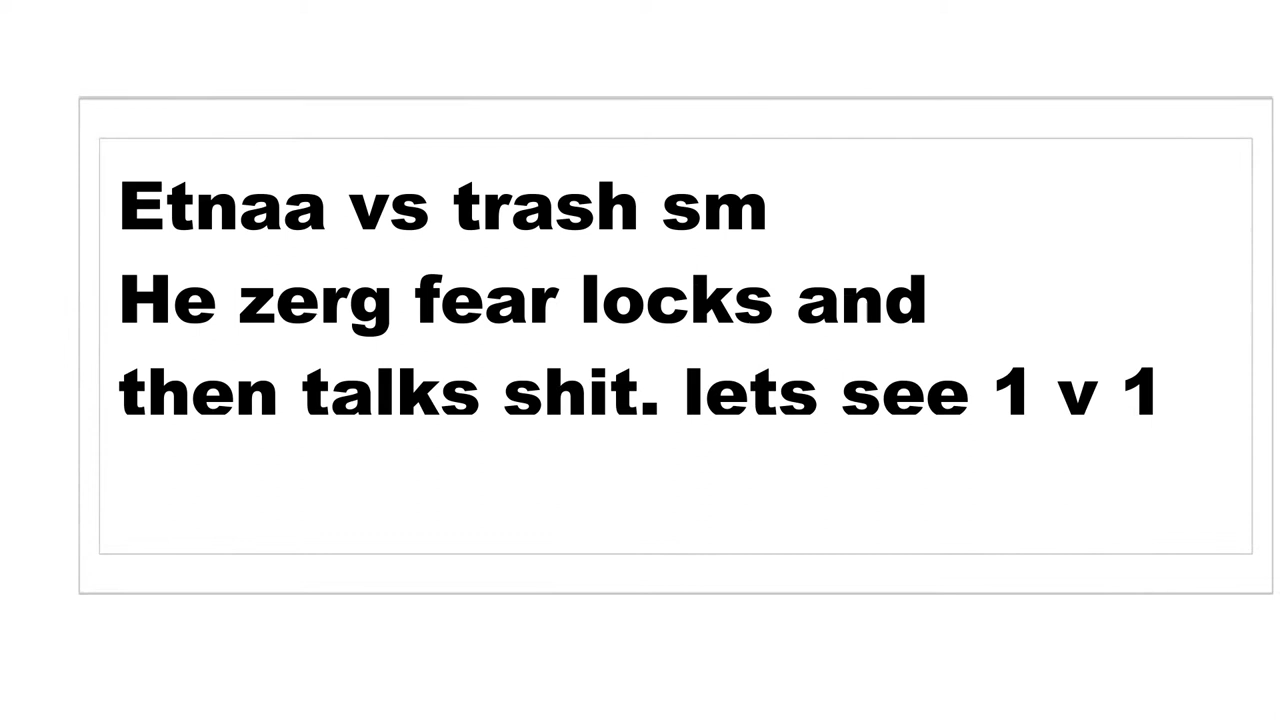 Etnaa vs trash sm
He zerg fear locks and
then talks shit. lets see 1 v 1